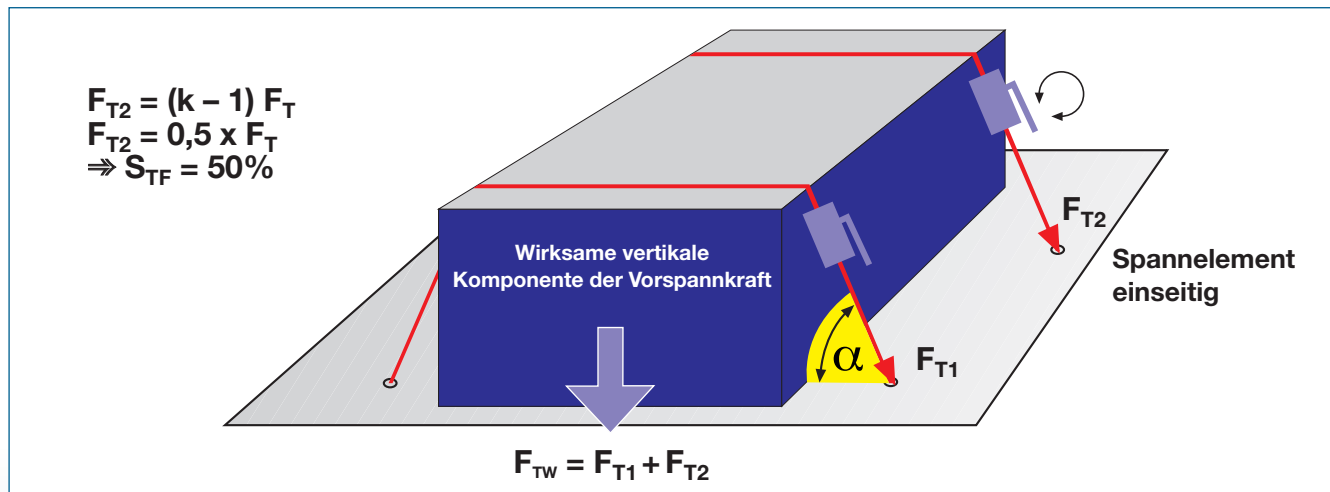 F_T2 = (k – 1) F_T
F_T2 = 0,5 x F_T
⇒ S_TF = 50%
Wirksame vertikale
Komponente der Vorspannkraft
F_T2
Spannelement
einseitig
α
F_T1
F_TW = F_T1 + F_T2